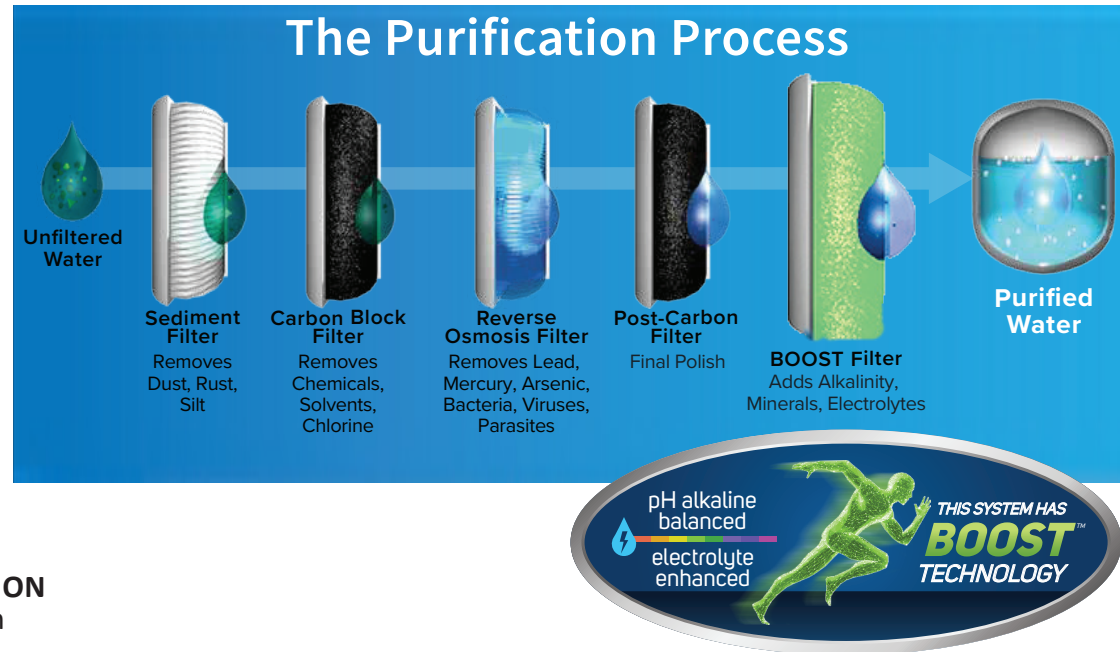 The Purification Process
Unfiltered
Water
Sediment
Filter
Removes
Dust, Rust,
Silt
Carbon Block
Filter
Removes
Chemicals,
Solvents,
Chlorine
Reverse
Osmosis Filter
Removes Lead,
Mercury, Arsenic,
Bacteria, Viruses,
Parasites
Post-Carbon
Filter
Final Polish
BOOST Filter
Adds Alkalinity,
Minerals, Electrolytes
Purified
Water
pH alkaline
balanced
electrolyte
enhanced
THIS SYSTEM HAS
BOOST™
TECHNOLOGY
ON